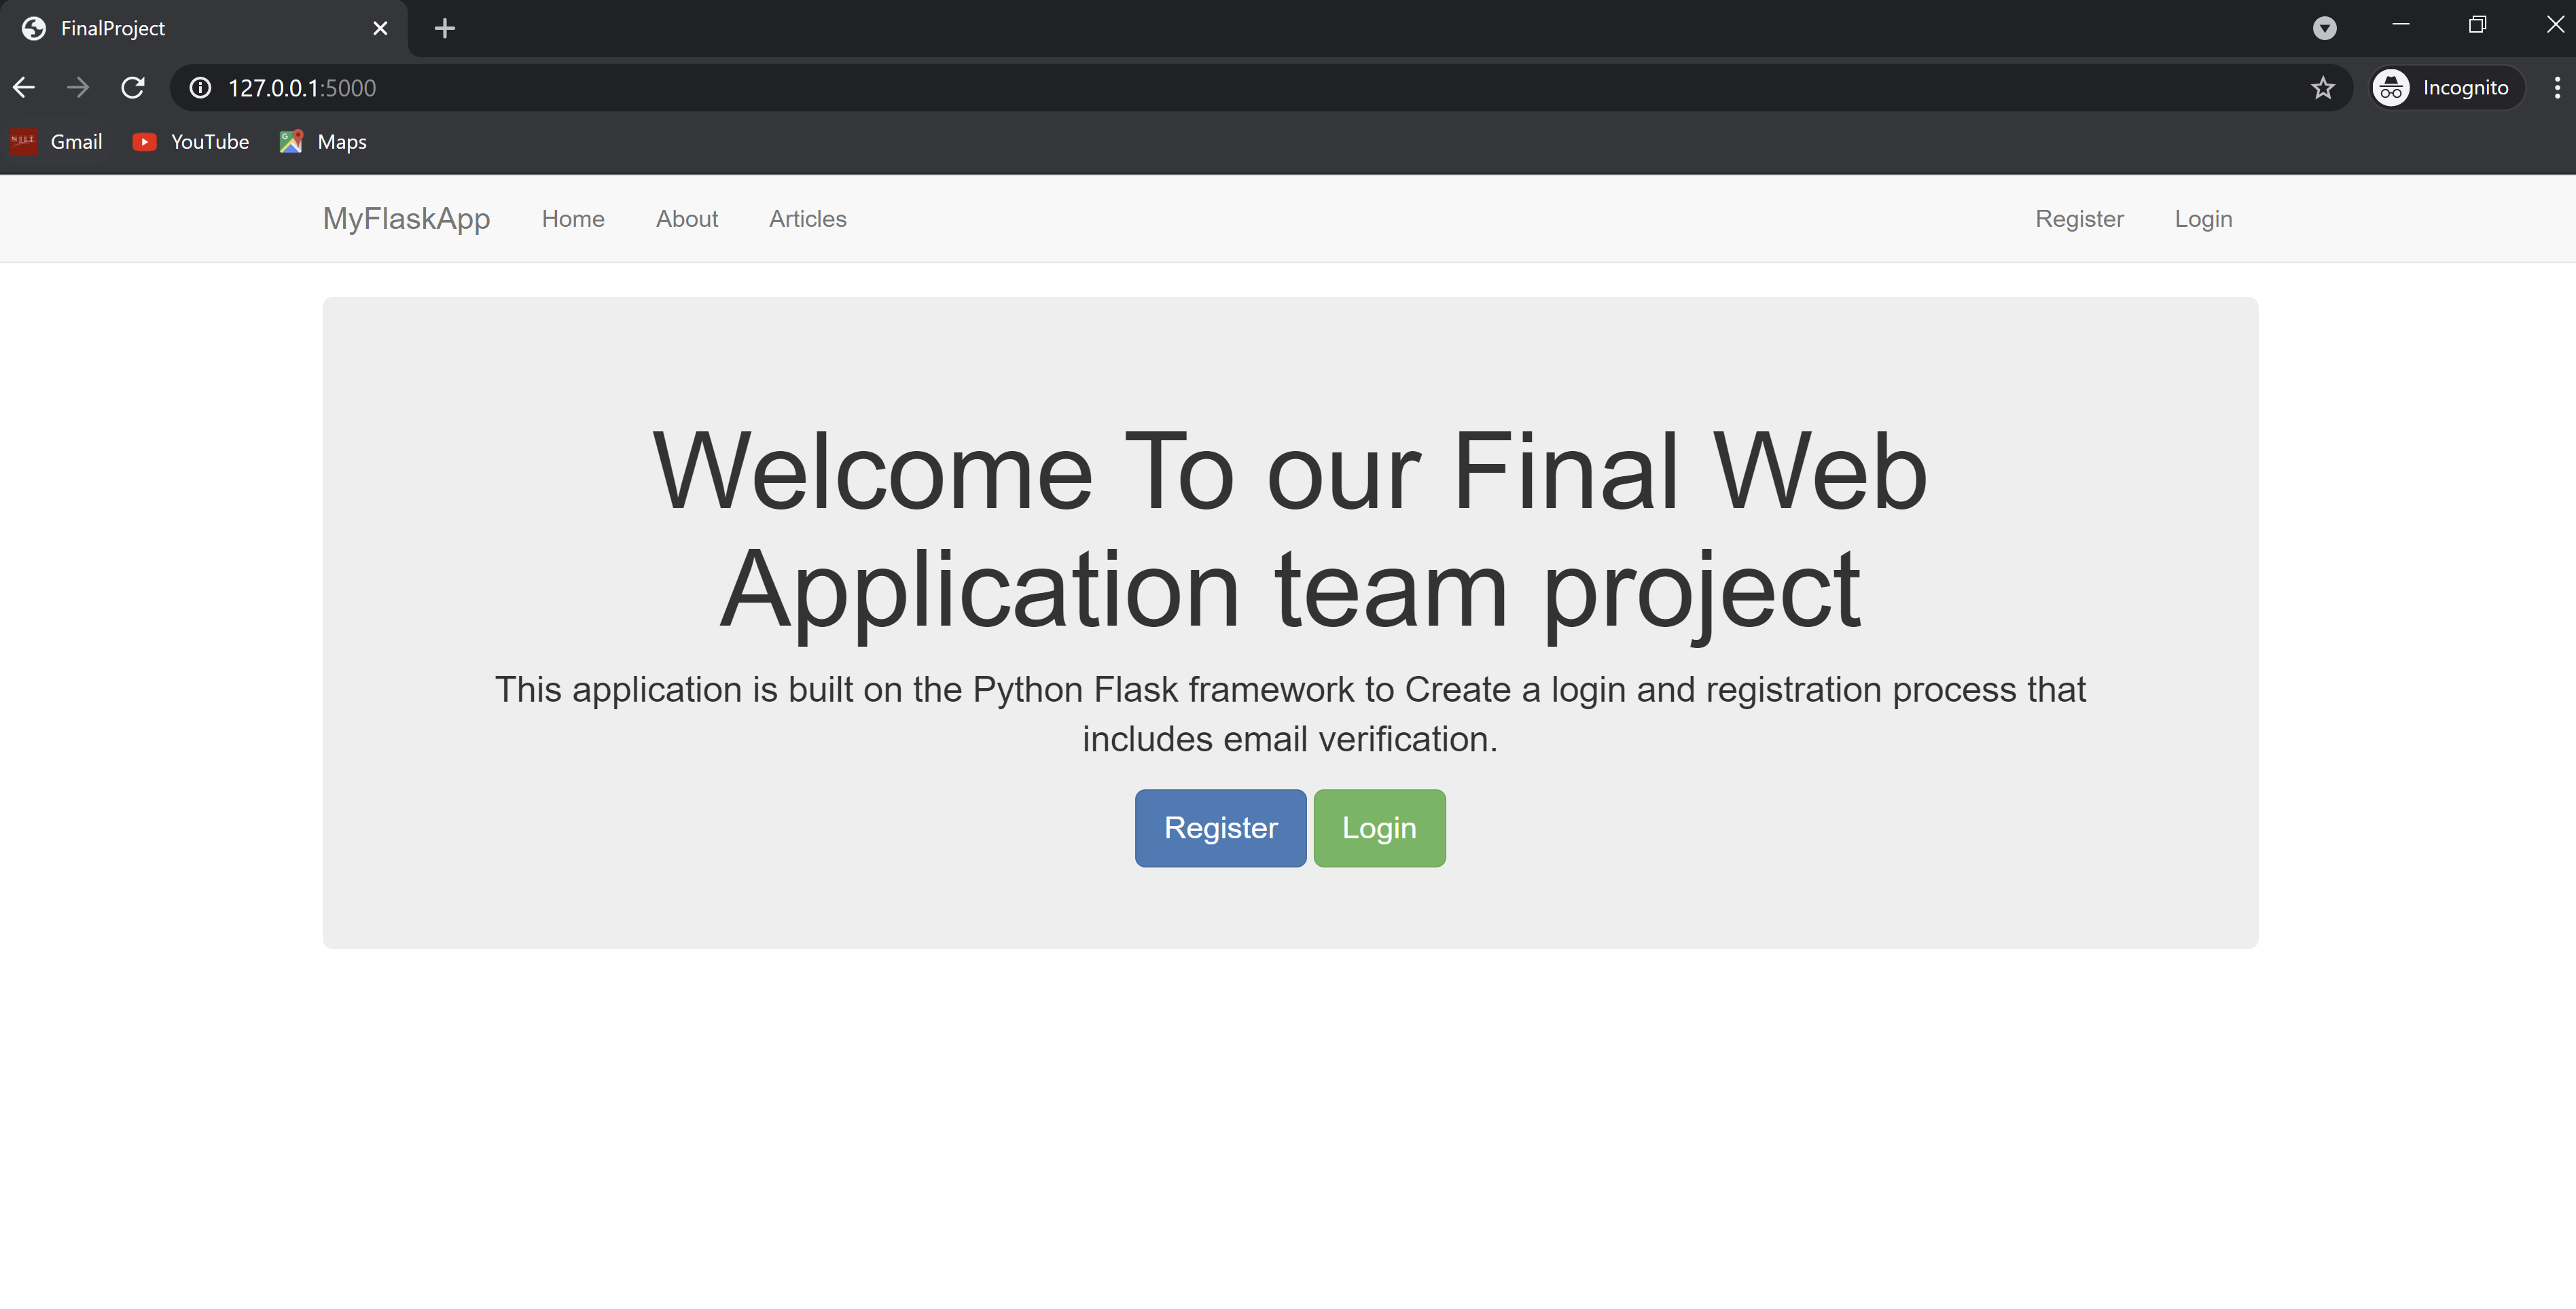 FinalProject
127.0.0.1:5000
Incognito
Gmail YouTube Maps
MyFlaskApp Home About Articles Register Login
Welcome To our Final Web
Application team project
This application is built on the Python Flask framework to Create a login and registration process that
includes email verification.
Register Login